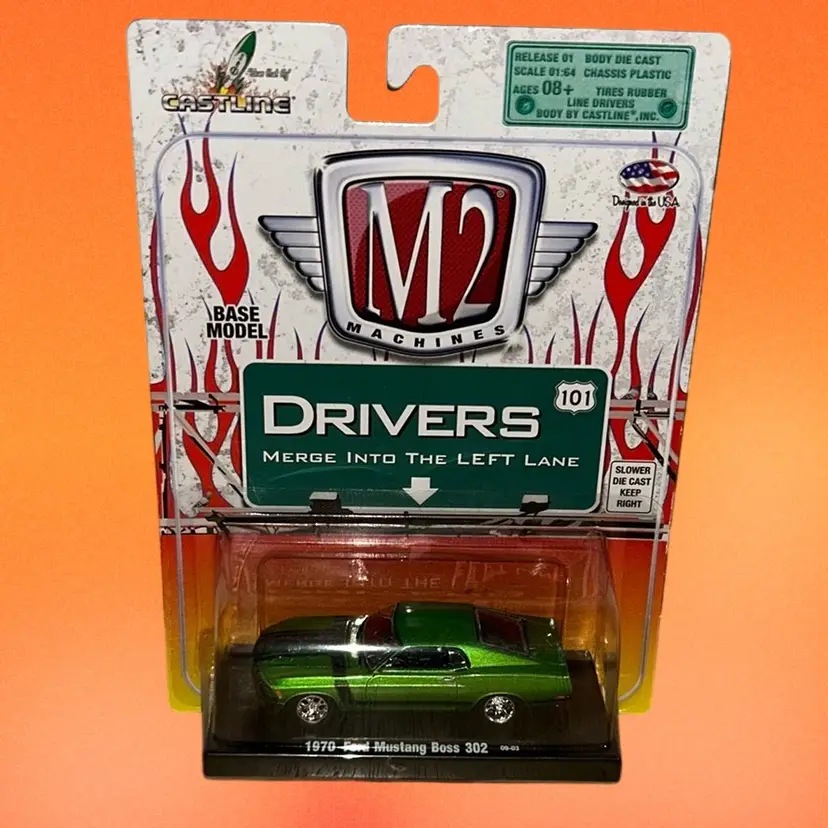 RELEASE 01 BODY DIE CAST
SCALE 01:64 CHASSIS PLASTIC
AGES 08+ TIRES RUBBER
LINE DRIVERS
BODY BY CASTLINE®, INC.
CASTLINE®
Designed in the USA
M2®
MACHINES
BASE
MODEL
101
DRIVERS
MERGE INTO THE LEFT LANE
SLOWER
DIE CAST
KEEP
RIGHT
1970 Ford Mustang Boss 302 09-03